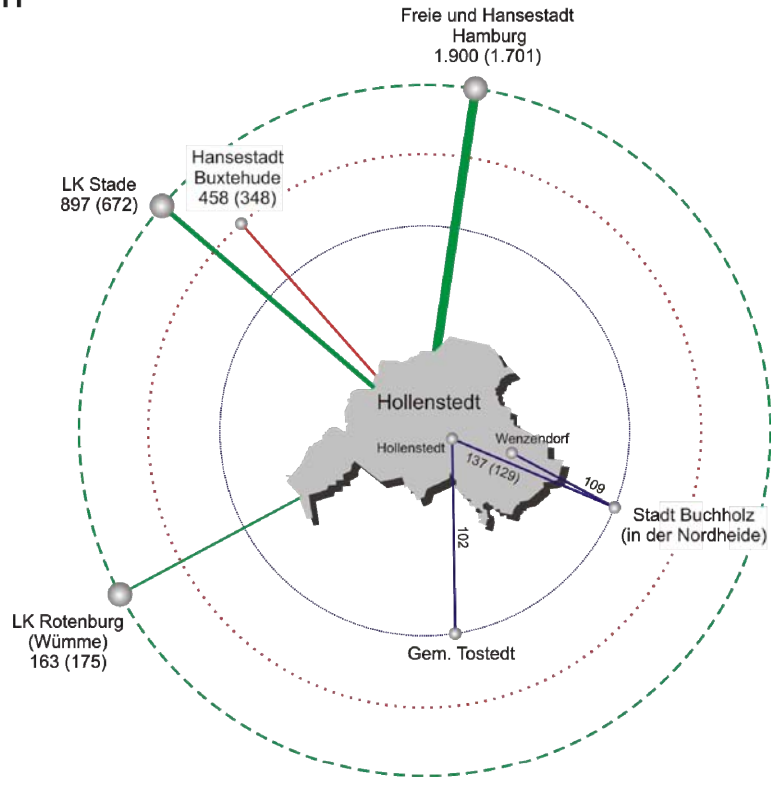 Freie und Hansestadt
Hamburg
1.900 (1.701)
Hansestadt
Buxtehude
458 (348)
LK Stade
897 (672)
Hollenstedt
Hollenstedt
Wenzendorf
137 (129)
109
102
Stadt Buchholz
(in der Nordheide)
LK Rotenburg
(Wümme)
163 (175)
Gem. Tostedt